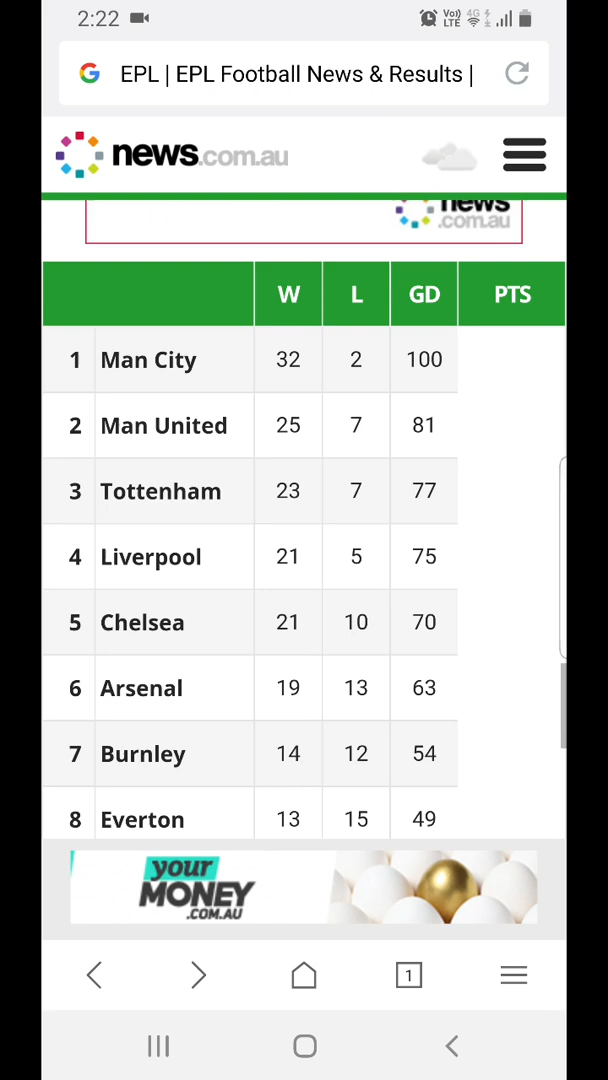 2:22
Vo)) 4G
LTE
EPL | EPL Football News & Results |
news.com.au
news
.com.au
W L GD PTS
1 Man City 32 2 100
2 Man United 25 7 81
3 Tottenham 23 7 77
4 Liverpool 21 5 75
5 Chelsea 21 10 70
6 Arsenal 19 13 63
7 Burnley 14 12 54
8 Everton 13 15 49
your
MONEY
.COM.AU
1